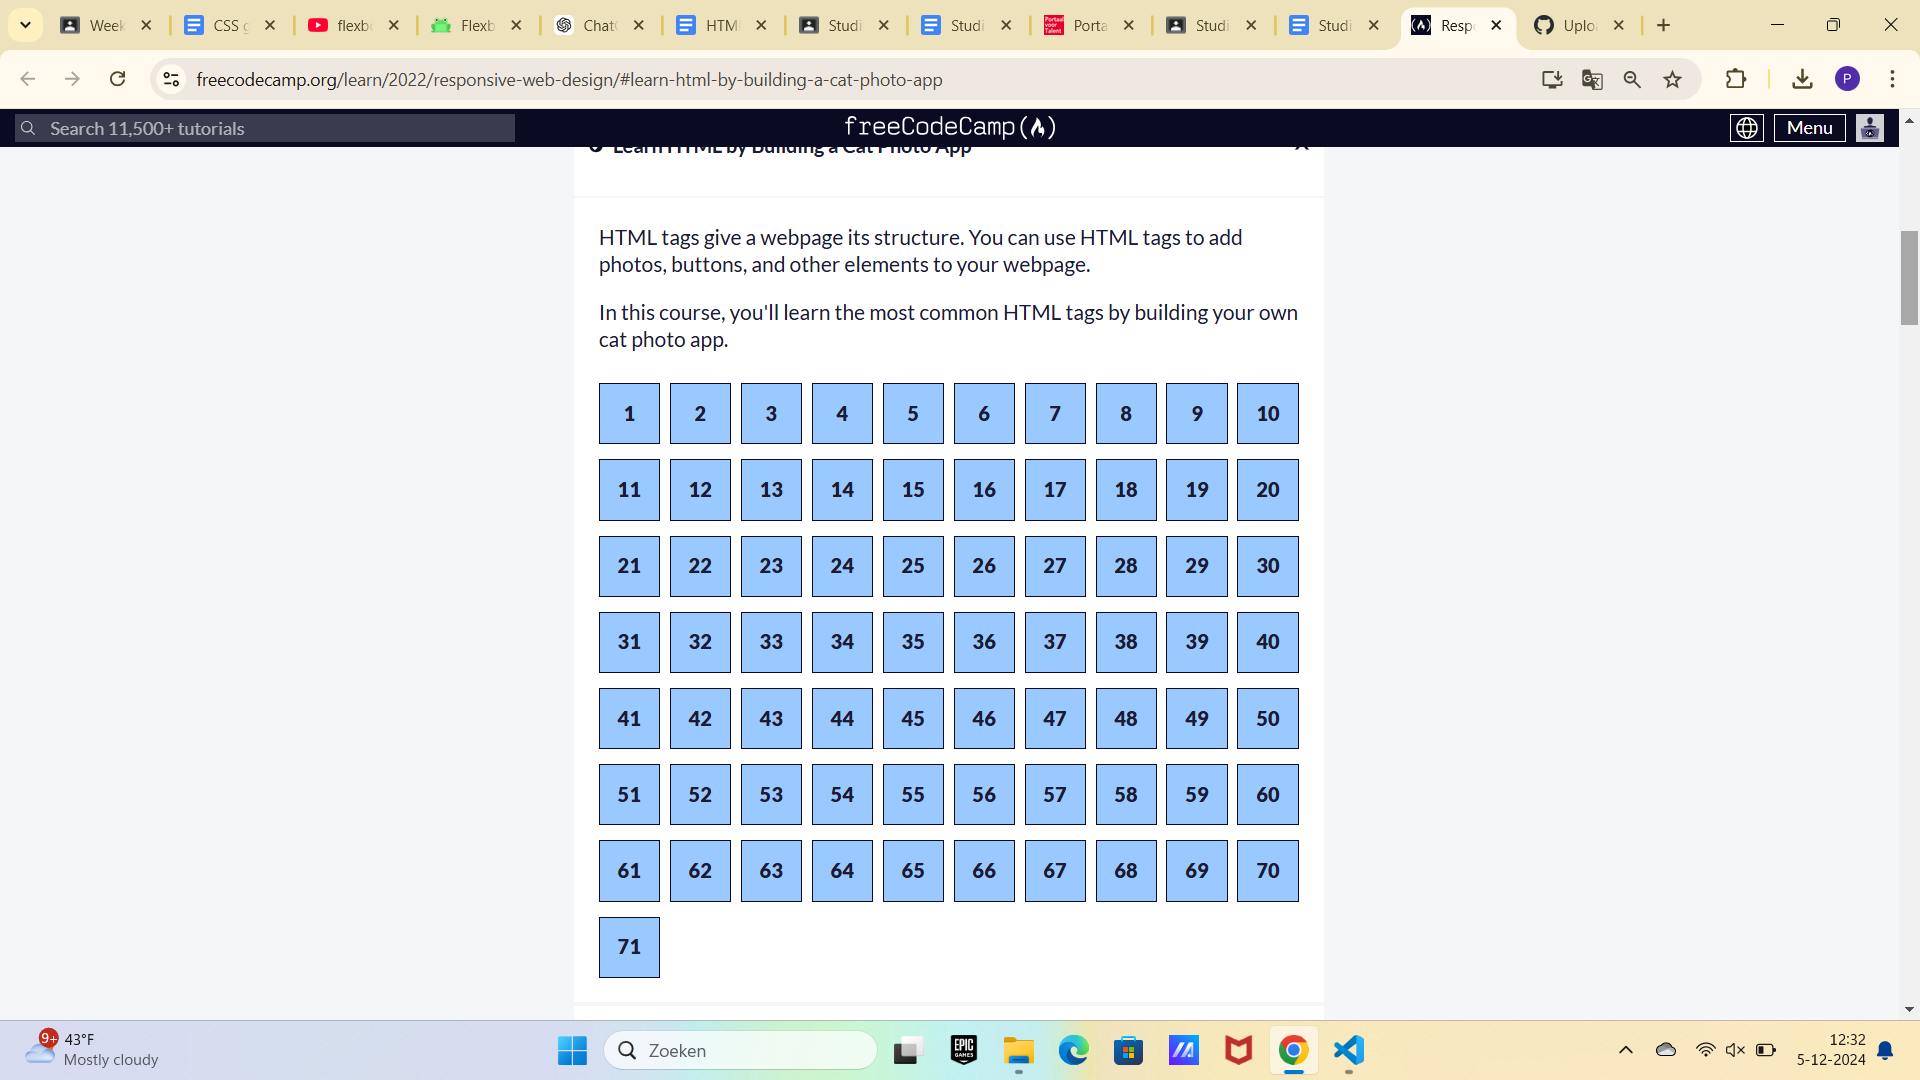 Week
CSS g
flexb
Flexb
Chat
HTM
Studi
Studi
Porta
Studi
Studi
Resp
Uplo
freecodecamp.org/learn/2022/responsive-web-design/#learn-html-by-building-a-cat-photo-app
P
Search 11,500+ tutorials
freeCodeCamp
Menu
Learn HTML by Building a Cat Photo App
HTML tags give a webpage its structure. You can use HTML tags to add
photos, buttons, and other elements to your webpage.
In this course, you'll learn the most common HTML tags by building your own
cat photo app.
1 2 3 4 5 6 7 8 9 10
11 12 13 14 15 16 17 18 19 20
21 22 23 24 25 26 27 28 29 30
31 32 33 34 35 36 37 38 39 40
41 42 43 44 45 46 47 48 49 50
51 52 53 54 55 56 57 58 59 60
61 62 63 64 65 66 67 68 69 70
71
9+
43°F
Mostly cloudy
Zoeken
EPIC
GAMES
12:32
5-12-2024